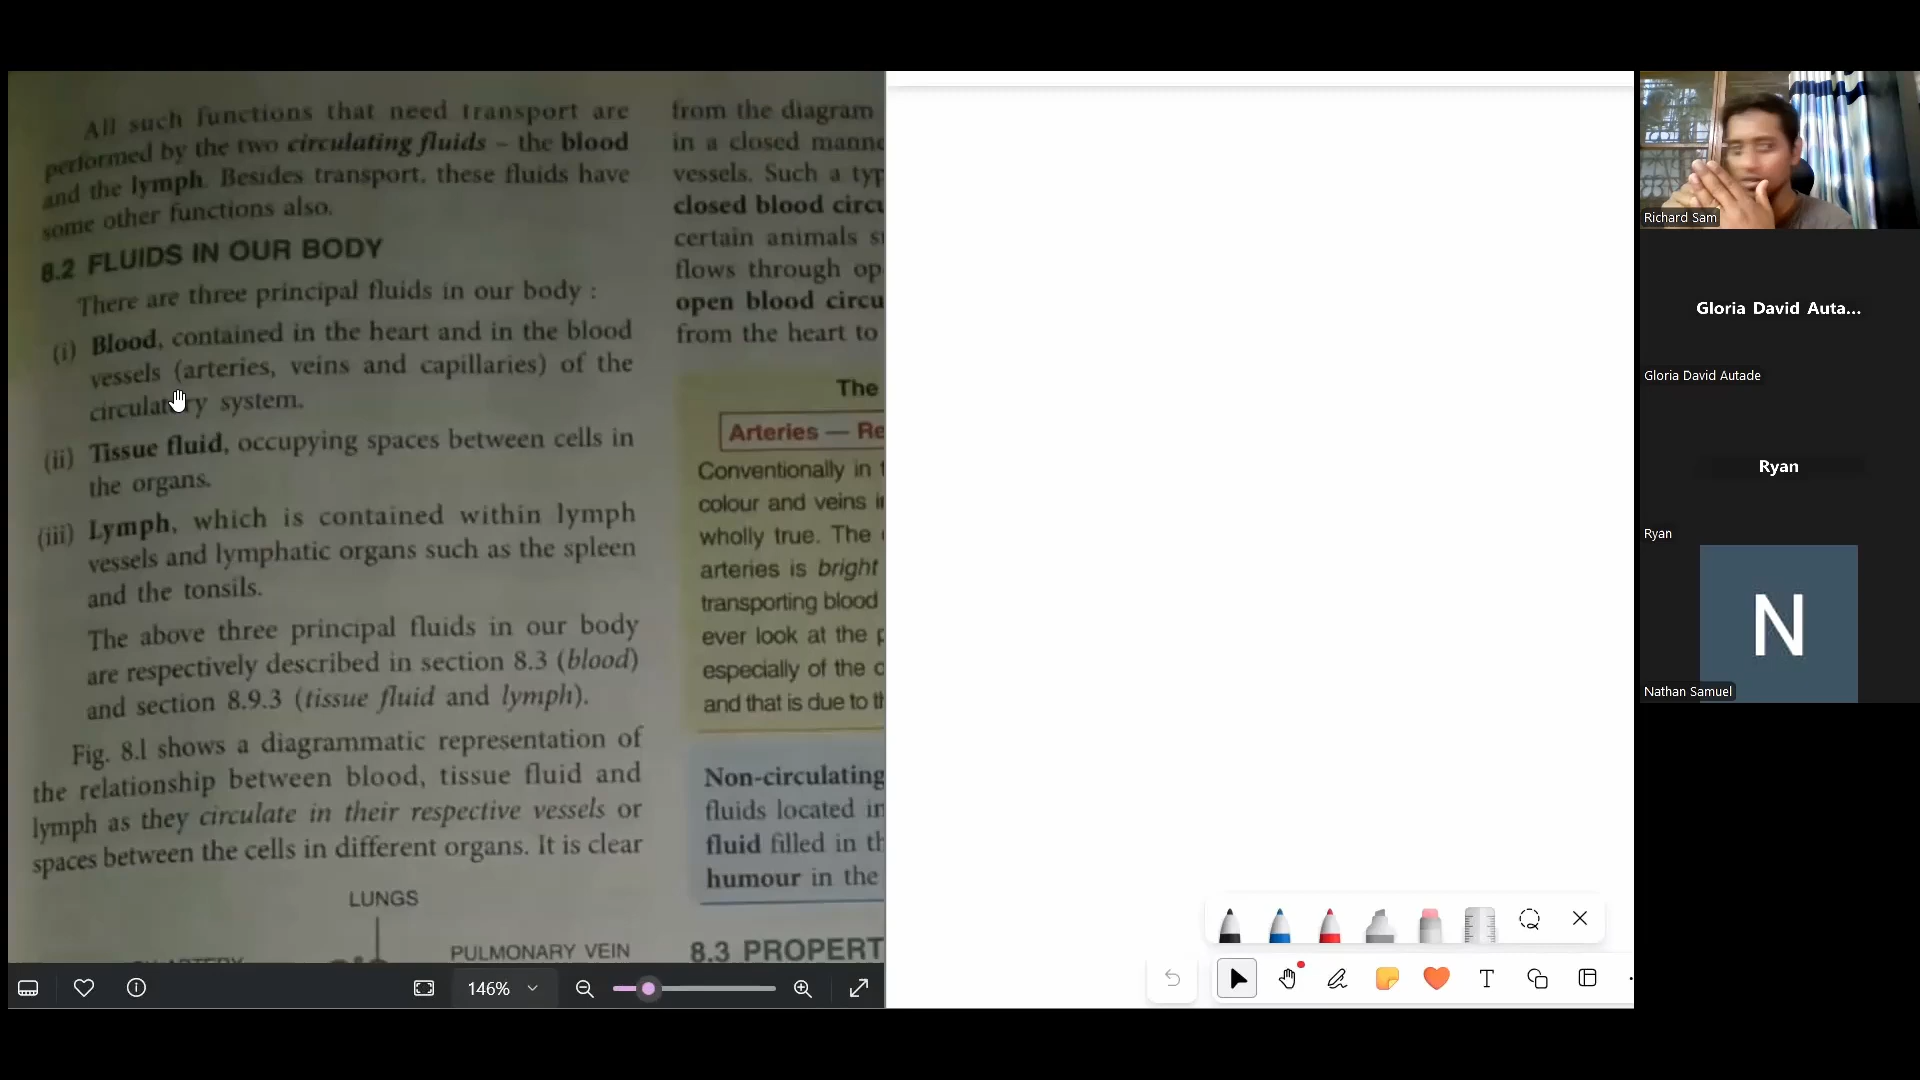 All such functions that need transport are
performed by the two circulating fluids – the blood
and the lymph. Besides transport, these fluids have
some other functions also.
8.2 FLUIDS IN OUR BODY
There are three principal fluids in our body :
(i) Blood, contained in the heart and in the blood
vessels (arteries, veins and capillaries) of the
circulatory system.
(ii) Tissue fluid, occupying spaces between cells in
the organs.
(iii) Lymph, which is contained within lymph
vessels and lymphatic organs such as the spleen
and the tonsils.
The above three principal fluids in our body
are respectively described in section 8.3 (blood)
and section 8.9.3 (tissue fluid and lymph).
Fig. 8.1 shows a diagrammatic representation of
the relationship between blood, tissue fluid and
lymph as they circulate in their respective vessels or
spaces between the cells in different organs. It is clear
LUNGS
PULMONARY VEIN
from the diagram
in a closed
vessels. Such a
closed blood
certain animals
flows through
open blood
from the heart to
The
Arteries —
Conventionally in
colour and veins
wholly true. The
arteries is bright
transporting blood
ever look at the
especially of the
and that is due to
Non-circulating
fluids located
fluid filled in
humour in the
8.3
146%
T
Richard Sam
Gloria David Auta...
Gloria David Autade
Ryan
Ryan
N
Nathan Samuel